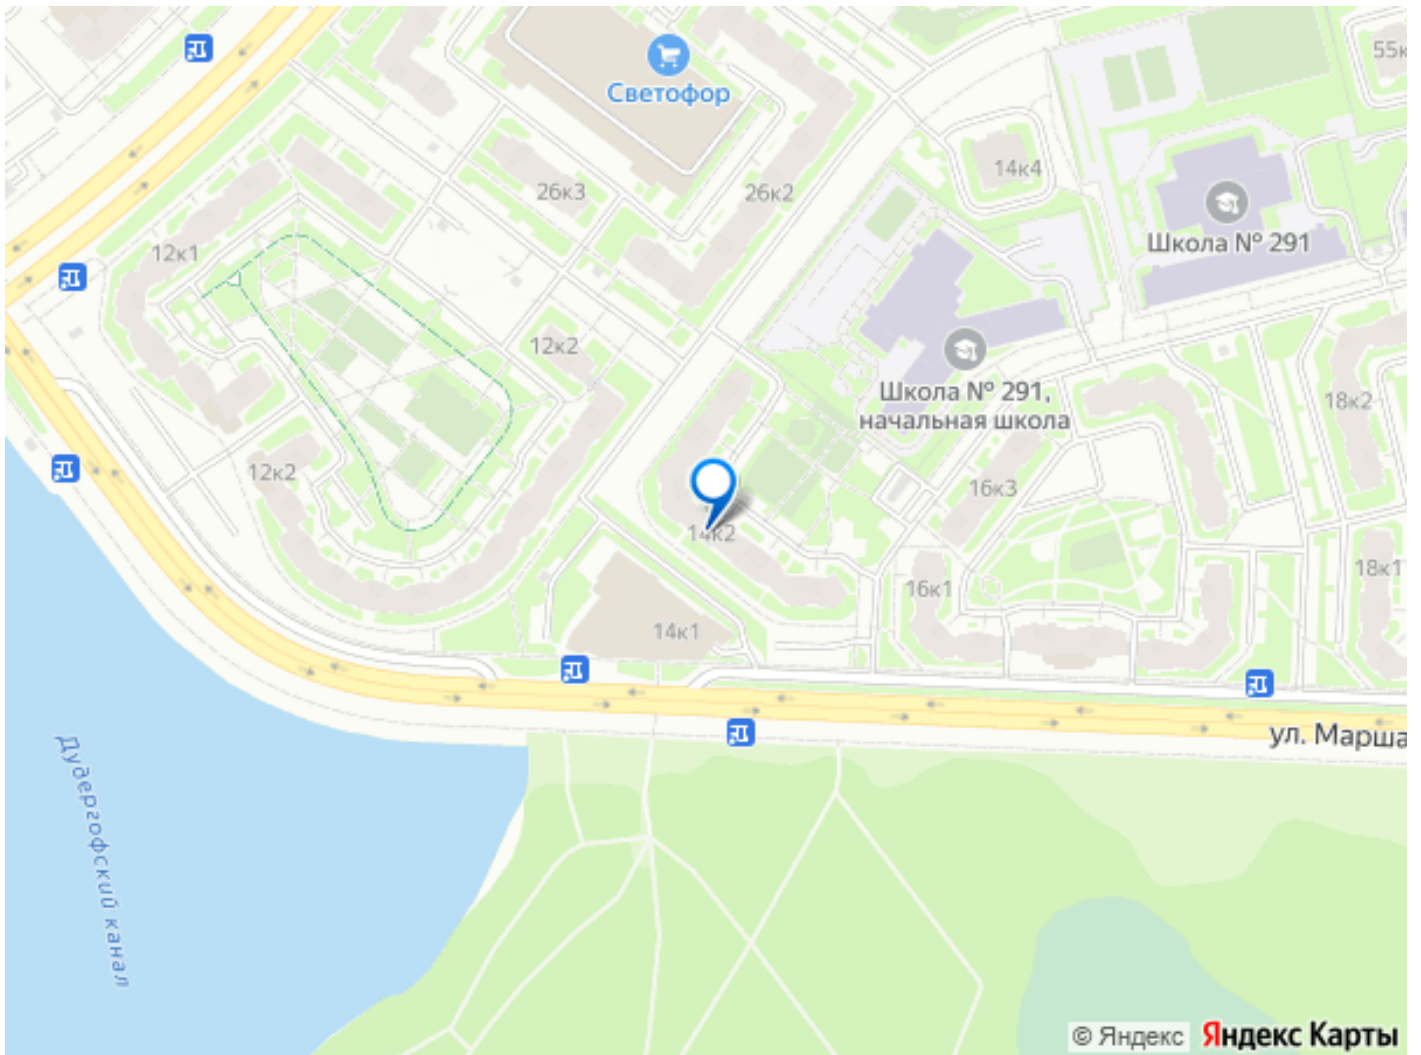 Светофор
55к
14к4
26к3
26к2
Школа № 291
12к1
12к2
Школа № 291,
начальная школа
18к2
12к2
16к3
14к2
16к1
18к1
14к1
ул. Марша
Дудергофский канал
© Яндекс
Яндекс Карты